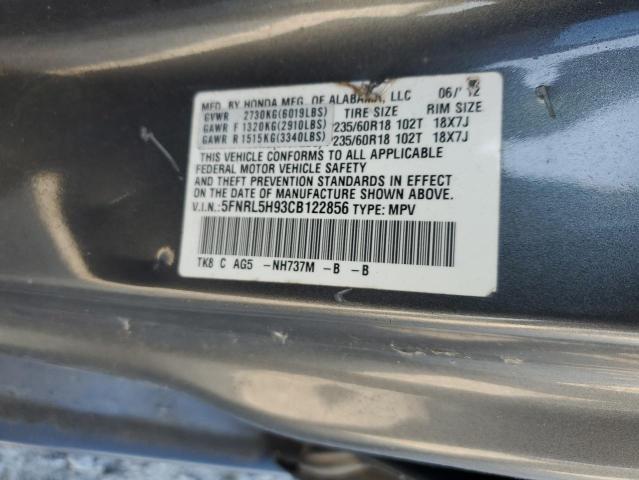 MFD. BY HONDA MFG. OF ALABAMA, LLC 06/12
GVWR 2730KG(6019LBS) TIRE SIZE RIM SIZE
GAWR F 1320KG(2910LBS) 235/60R18 102T 18X7J
GAWR R 1515KG(3340LBS) 235/60R18 102T 18X7J
THIS VEHICLE CONFORMS TO ALL APPLICABLE
FEDERAL MOTOR VEHICLE SAFETY
AND THEFT PREVENTION STANDARDS IN EFFECT
ON THE DATE OF MANUFACTURE SHOWN ABOVE.
V.I.N.: 5FNRL5H93CB122856 TYPE: MPV
TK8 C AG5 -NH737M -B -B